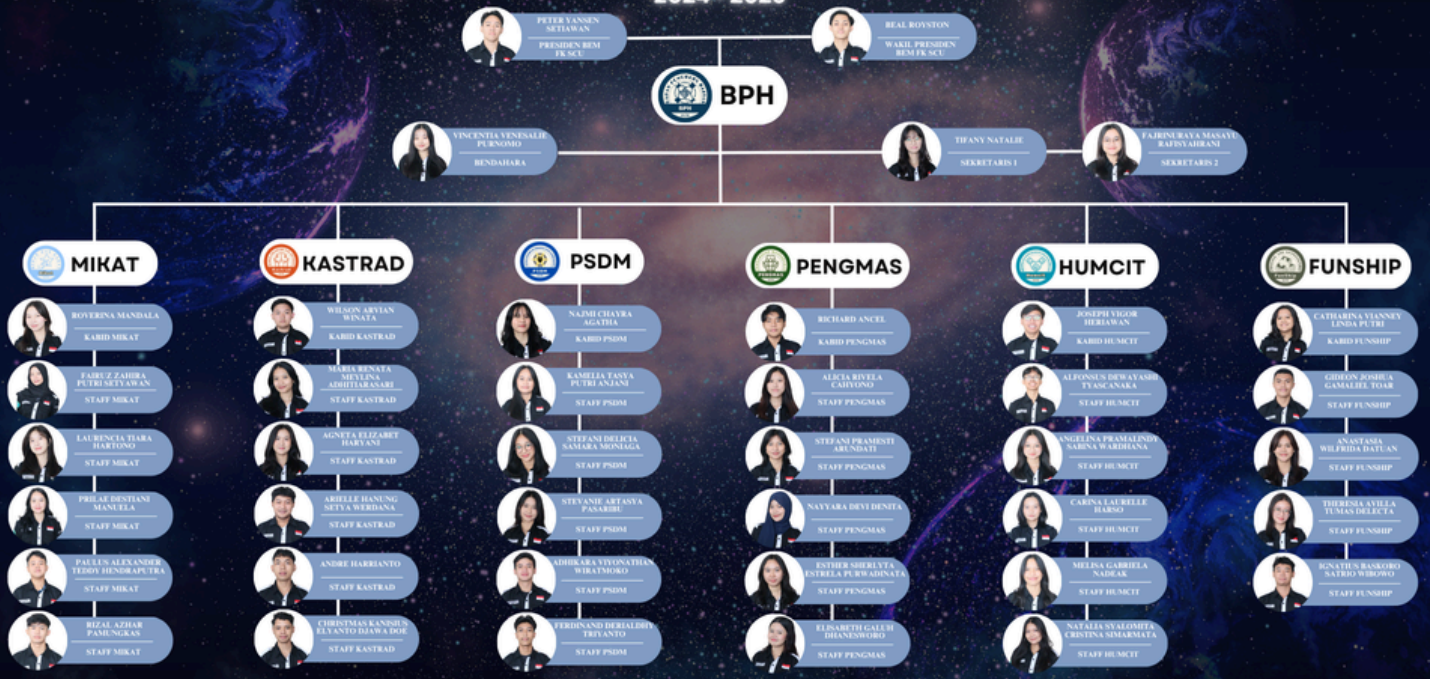 PETER YANSEN
SETIAWAN
PRESIDEN BEM
FK SCU
BEAL ROYSTON
WAKIL PRESIDEN
BEM FK SCU
BPH
BPH
VINCENTIA VENESALIE
PURNOMO
BENDAHARA
TIFANY NATALIE
SEKRETARIS 1
FAJRINURAYA MASAYU
RAFISYAHRANI
SEKRETARIS 2
MIKAT
KASTRAD
PSDM
PENGMAS
HUMCIT
FUNSHIP
ROVERINA MANDALA
KABID MIKAT
FAIRUZ ZAHIRA
PUTRI SETYAWAN
STAFF MIKAT
LAURENCIA TIARA
HARTONO
STAFF MIKAT
PRILAE DESTIANI
MANUELA
STAFF MIKAT
PAULUS ALEXANDER
TEDDY HENDRAPUTRA
STAFF MIKAT
RIZAL AZHAR
PAMUNGKAS
STAFF MIKAT
WILSON ARVIAN
WINATA
KABID KASTRAD
MARIA RENATA
MEYLINA
ADHITIARASARI
STAFF KASTRAD
AGNETA ELIZABET
HARYANI
STAFF KASTRAD
ARIELLE HANUNG
SETYA WERDANA
STAFF KASTRAD
ANDRE HARRIANTO
STAFF KASTRAD
CHRISTMAS KANISIUS
ELYANTO DJAWA DOE
STAFF KASTRAD
NAJMI CHAYRA
AGATHA
KABID PSDM
KAMELIA TASYA
PUTRI ANJANI
STAFF PSDM
STEFANI DELICIA
SAMARA MONIAGA
STAFF PSDM
STEVANIE ARTASYA
PASARIBU
STAFF PSDM
ADHIKARA VIYONATHAN
WIRATMOKO
STAFF PSDM
FERDINAND DERIALDHY
TRIYANTO
STAFF PSDM
RICHARD ANCEL
KABID PENGMAS
ALICIA RIVELA
CAHYONO
STAFF PENGMAS
STEFANI PRAMESTI
ARUNDATI
STAFF PENGMAS
NAYYARA DEVI DENITA
STAFF PENGMAS
ESTHER SHERLYTA
ESTRELA PURWADINATA
STAFF PENGMAS
ELISABETH GALUH
DHANESWORO
STAFF PENGMAS
JOSEPH VIGOR
HERIAWAN
KABID HUMCIT
ALFONSUS DEWAYASHI
TYASCANAKA
STAFF HUMCIT
ANGELINA PRAMALINDY
SABINA WARDHANA
STAFF HUMCIT
CARINA LAURELLE
HARSO
STAFF HUMCIT
MELISA GABRIELA
NADEAK
STAFF HUMCIT
NATALIA SYALOMITA
CRISTINA SIMARMATA
STAFF HUMCIT
CATHARINA VIANNEY
LINDA PUTRI
KABID FUNSHIP
GIDEON JOSHUA
GAMALIEL TOAR
STAFF FUNSHIP
ANASTASIA
WILFRIDA DATUAN
STAFF FUNSHIP
THERESIA AVILLA
TUMAS DELECTA
STAFF FUNSHIP
IGNATIUS BASKORO
SATRIO WIBOWO
STAFF FUNSHIP